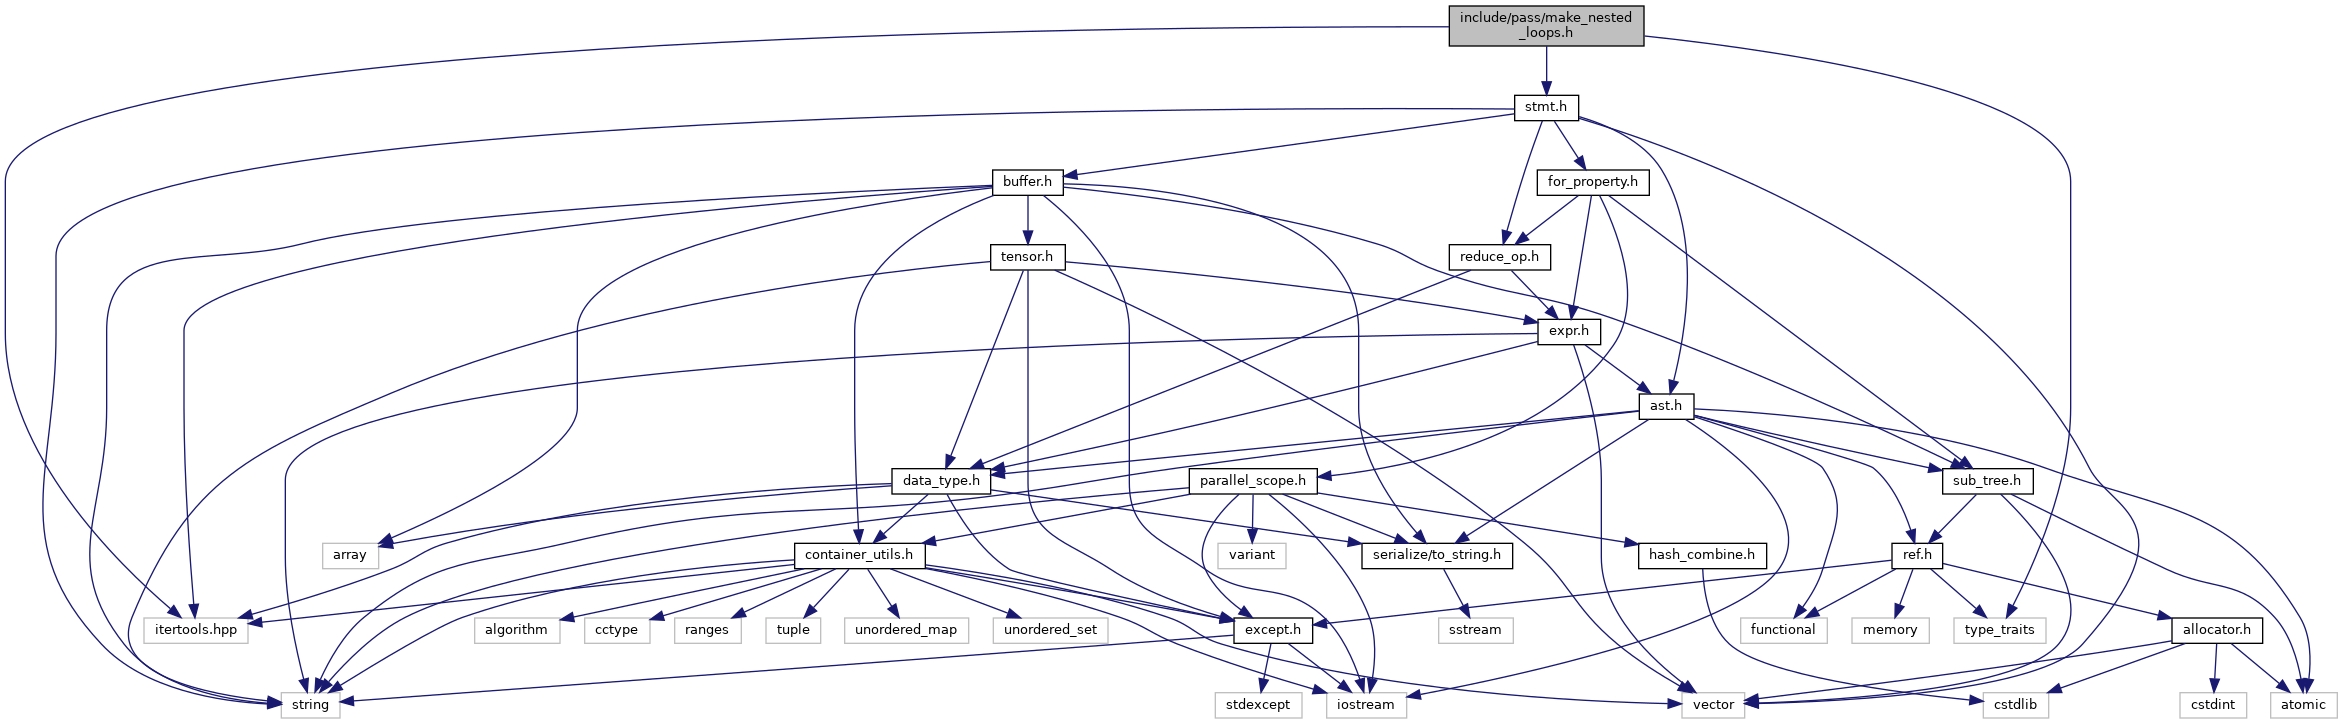 include/pass/make_nested
_loops.h
stmt.h
buffer.h
for_property.h
tensor.h
reduce_op.h
expr.h
ast.h
data_type.h
parallel_scope.h
sub_tree.h
array
container_utils.h
variant
serialize/to_string.h
hash_combine.h
ref.h
itertools.hpp
algorithm
cctype
ranges
tuple
unordered_map
unordered_set
except.h
sstream
functional
memory
type_traits
allocator.h
string
stdexcept
iostream
vector
cstdlib
cstdint
atomic